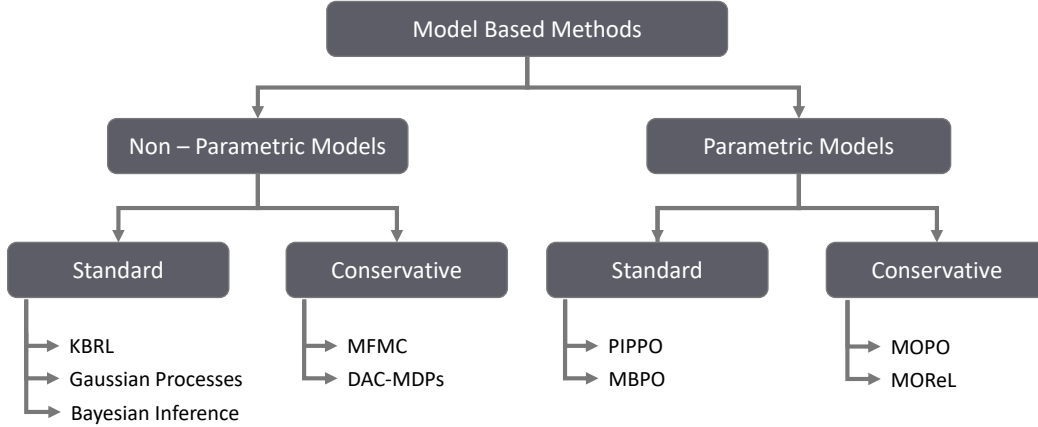 Model Based Methods
Non – Parametric Models
Parametric Models
Standard
Conservative
Standard
Conservative
KBRL
Gaussian Processes
Bayesian Inference
MFMC
DAC-MDPs
PIPPO
MBPO
MOPO
MOReL